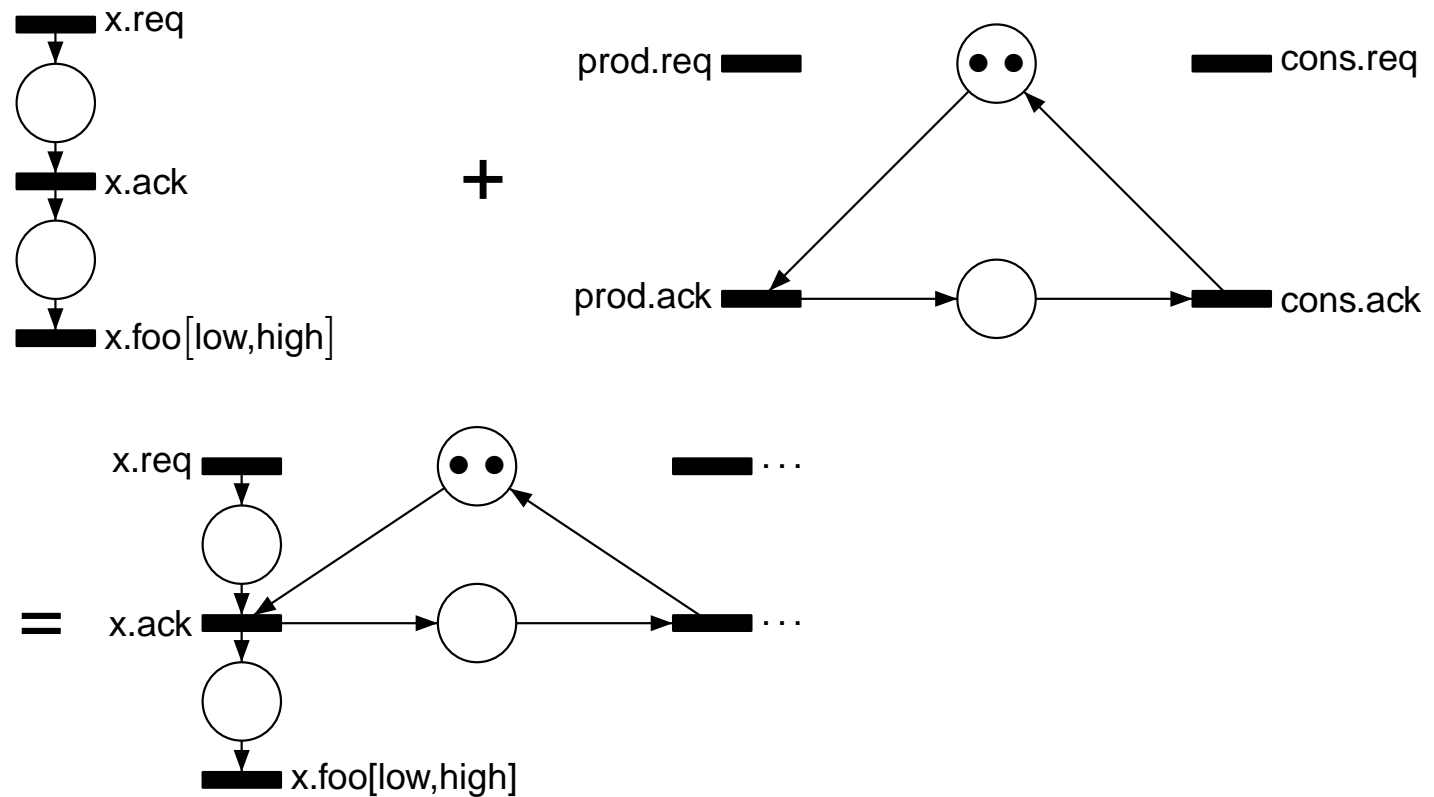 x.req
prod.req
cons.req
x.ack
+
prod.ack
cons.ack
x.foo[low,high]
x.req
...
=
x.ack
...
x.foo[low,high]